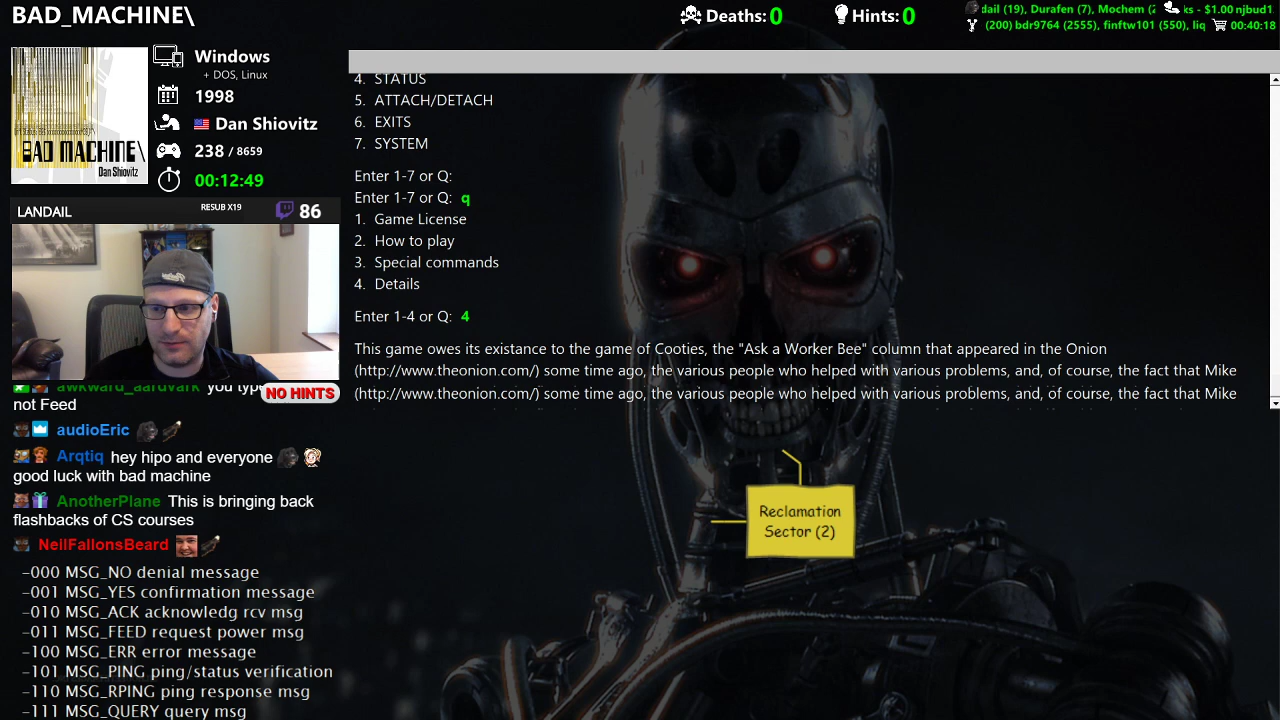 BAD_MACHINE\
Deaths: 0
Hints: 0
dail (19), Durafen (7), Mochem (2
ks - $1.00 njbud1
(200) bdr9764 (2555), finftw101 (550), liq
00:40:18
BAD MACHINE\
Dan Shiovitz
Windows
+ DOS, Linux
1998
Dan Shiovitz
238 / 8659
00:12:49
LANDAIL
RESUB X19
86
awkward_aardvark you type
not Feed
NO HINTS
audioEric
Arqtiq hey hipo and everyone
good luck with bad machine
AnotherPlane This is bringing back
flashbacks of CS courses
NeilFallonsBeard
-000 MSG_NO denial message
-001 MSG_YES confirmation message
-010 MSG_ACK acknowledg rcv msg
-011 MSG_FEED request power msg
-100 MSG_ERR error message
-101 MSG_PING ping/status verification
-110 MSG_RPING ping response msg
-111 MSG_QUERY query msg
4. STATUS
5. ATTACH/DETACH
6. EXITS
7. SYSTEM
Enter 1-7 or Q:
Enter 1-7 or Q: q
1. Game License
2. How to play
3. Special commands
4. Details
Enter 1-4 or Q: 4
This game owes its existance to the game of Cooties, the "Ask a Worker Bee" column that appeared in the Onion
(http://www.theonion.com/) some time ago, the various people who helped with various problems, and, of course, the fact that Mike
(http://www.theonion.com/) some time ago, the various people who helped with various problems, and, of course, the fact that Mike
Reclamation
Sector (2)